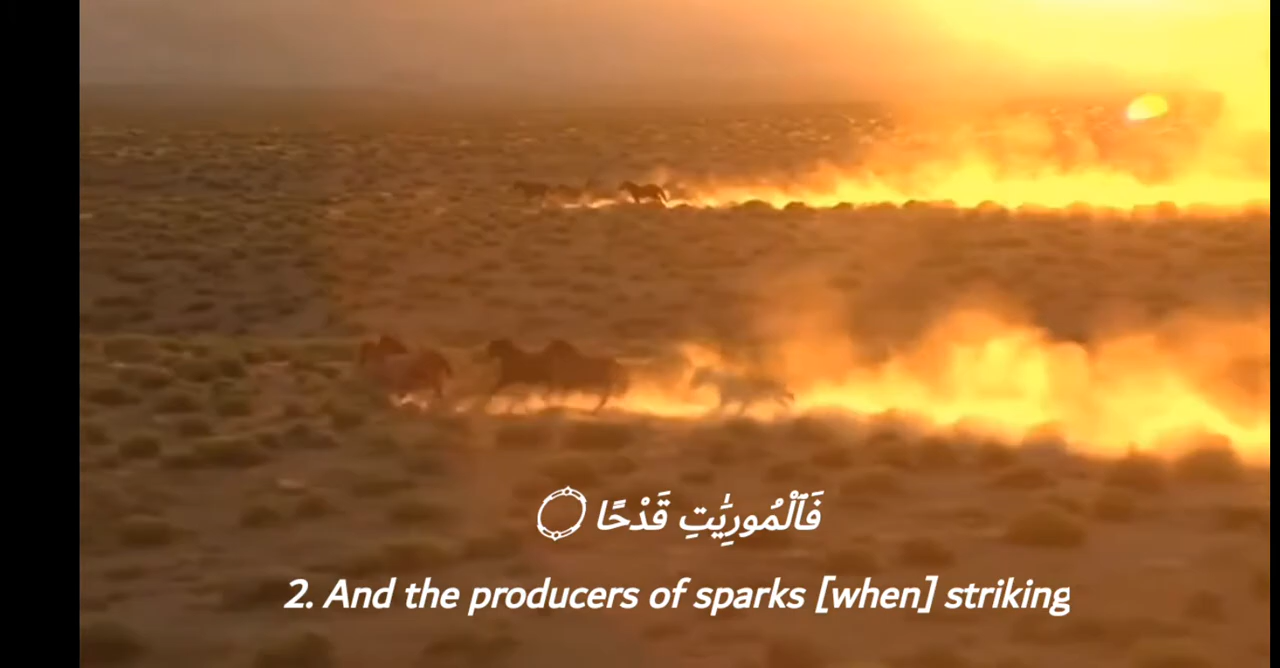 فَٱلْمُورِيَٰتِ قَدْحًا ۝
2. And the producers of sparks [when] striking